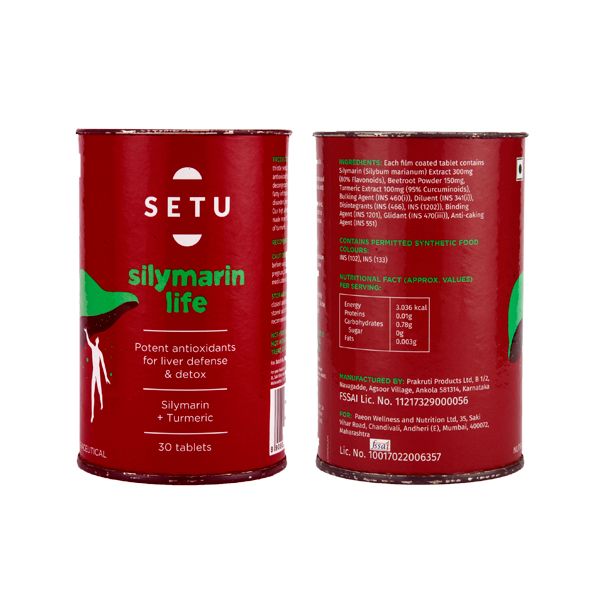 SETU
silymarin
life
Potent antioxidants
for liver defense
& detox
Silymarin
+ Turmeric
30 tablets
INGREDIENTS: Each film coated tablet contains
Silymarin (Silybum marianum) Extract 300mg
(80% Flavonoids), Beetroot Powder 150mg,
Turmeric Extract 100mg (95% Curcuminoids),
Bulking Agent (INS 460(i)), Diluent (INS 341(i)),
Disintegrants (INS (466), INS (1202)), Binding
Agent (INS 1201), Glidant (INS 470(iii)), Anti-caking
Agent (INS 551)
CONTAINS PERMITTED SYNTHETIC FOOD
COLOURS:
INS (102), INS (133)
NUTRITIONAL FACT (APPROX. VALUES)
PER SERVING:
Energy 3.036 kcal
Proteins 0.01g
Carbohydrates 0.78g
Sugar 0g
Fats 0.003g
MANUFACTURED BY: Prakruti Products Ltd, B 1/2,
Navagadde, Agsoor Village, Ankola 581314, Karnataka
FSSAI Lic. No. 11217329000056
FOR: Paeon Wellness and Nutrition Ltd, 35, Saki
Vihar Road, Chandivali, Andheri (E), Mumbai, 400072,
Maharashtra
fssai
Lic. No. 10017022006357